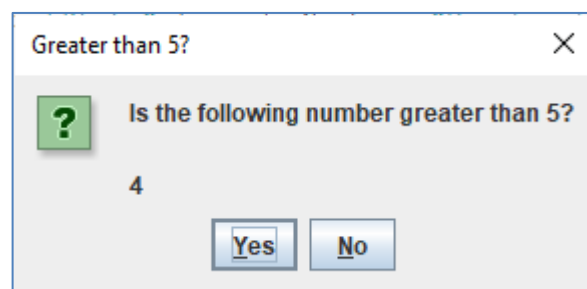 Greater than 5?
Is the following number greater than 5?
4
Yes No